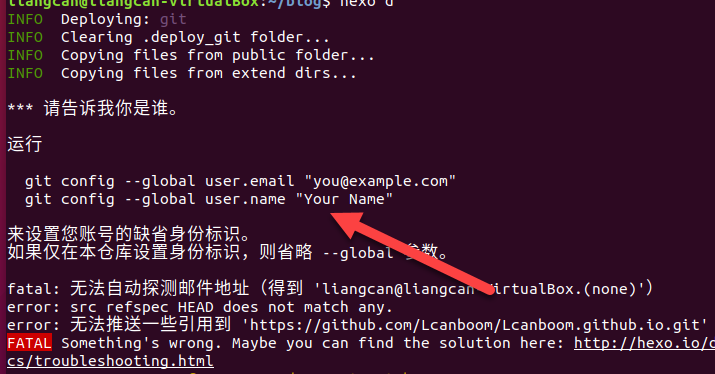 liangcan@liangcan-VirtualBox:~/blog$ hexo d
INFO  Deploying: git
INFO  Clearing .deploy_git folder...
INFO  Copying files from public folder...
INFO  Copying files from extend dirs...
*** 请告诉我你是谁。
运行
git config --global user.email "you@example.com"
git config --global user.name "Your Name"
来设置您账号的缺省身份标识。
如果仅在本仓库设置身份标识，则省略 --global 参数。
fatal: 无法自动探测邮件地址（得到 'liangcan@liangcan-VirtualBox.(none)'）
error: src refspec HEAD does not match any.
error: 无法推送一些引用到 'https://github.com/Lcanboom/Lcanboom.github.io.git'
FATAL Something's wrong. Maybe you can find the solution here: http://hexo.io/
cs/troubleshooting.html